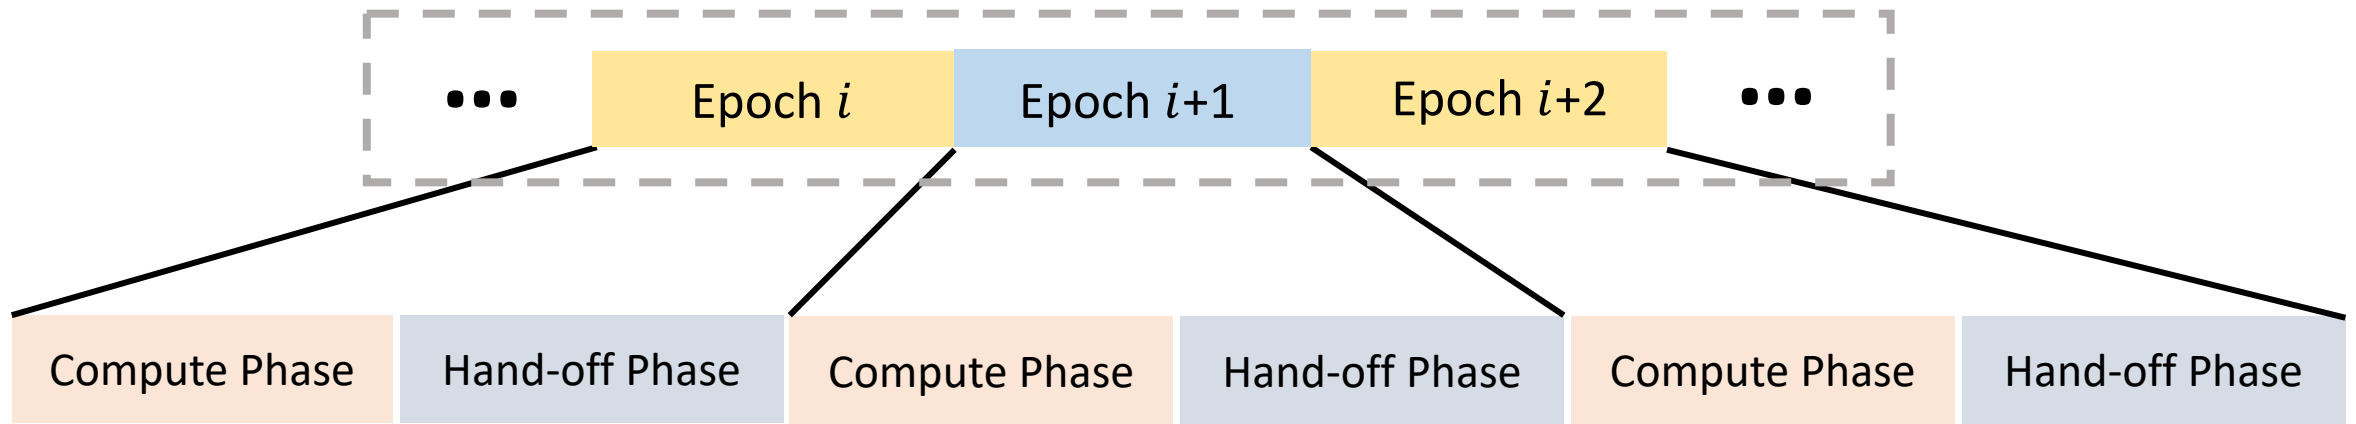 ... Epoch i Epoch i+1 Epoch i+2 ...
Compute Phase Hand-off Phase Compute Phase Hand-off Phase Compute Phase Hand-off Phase